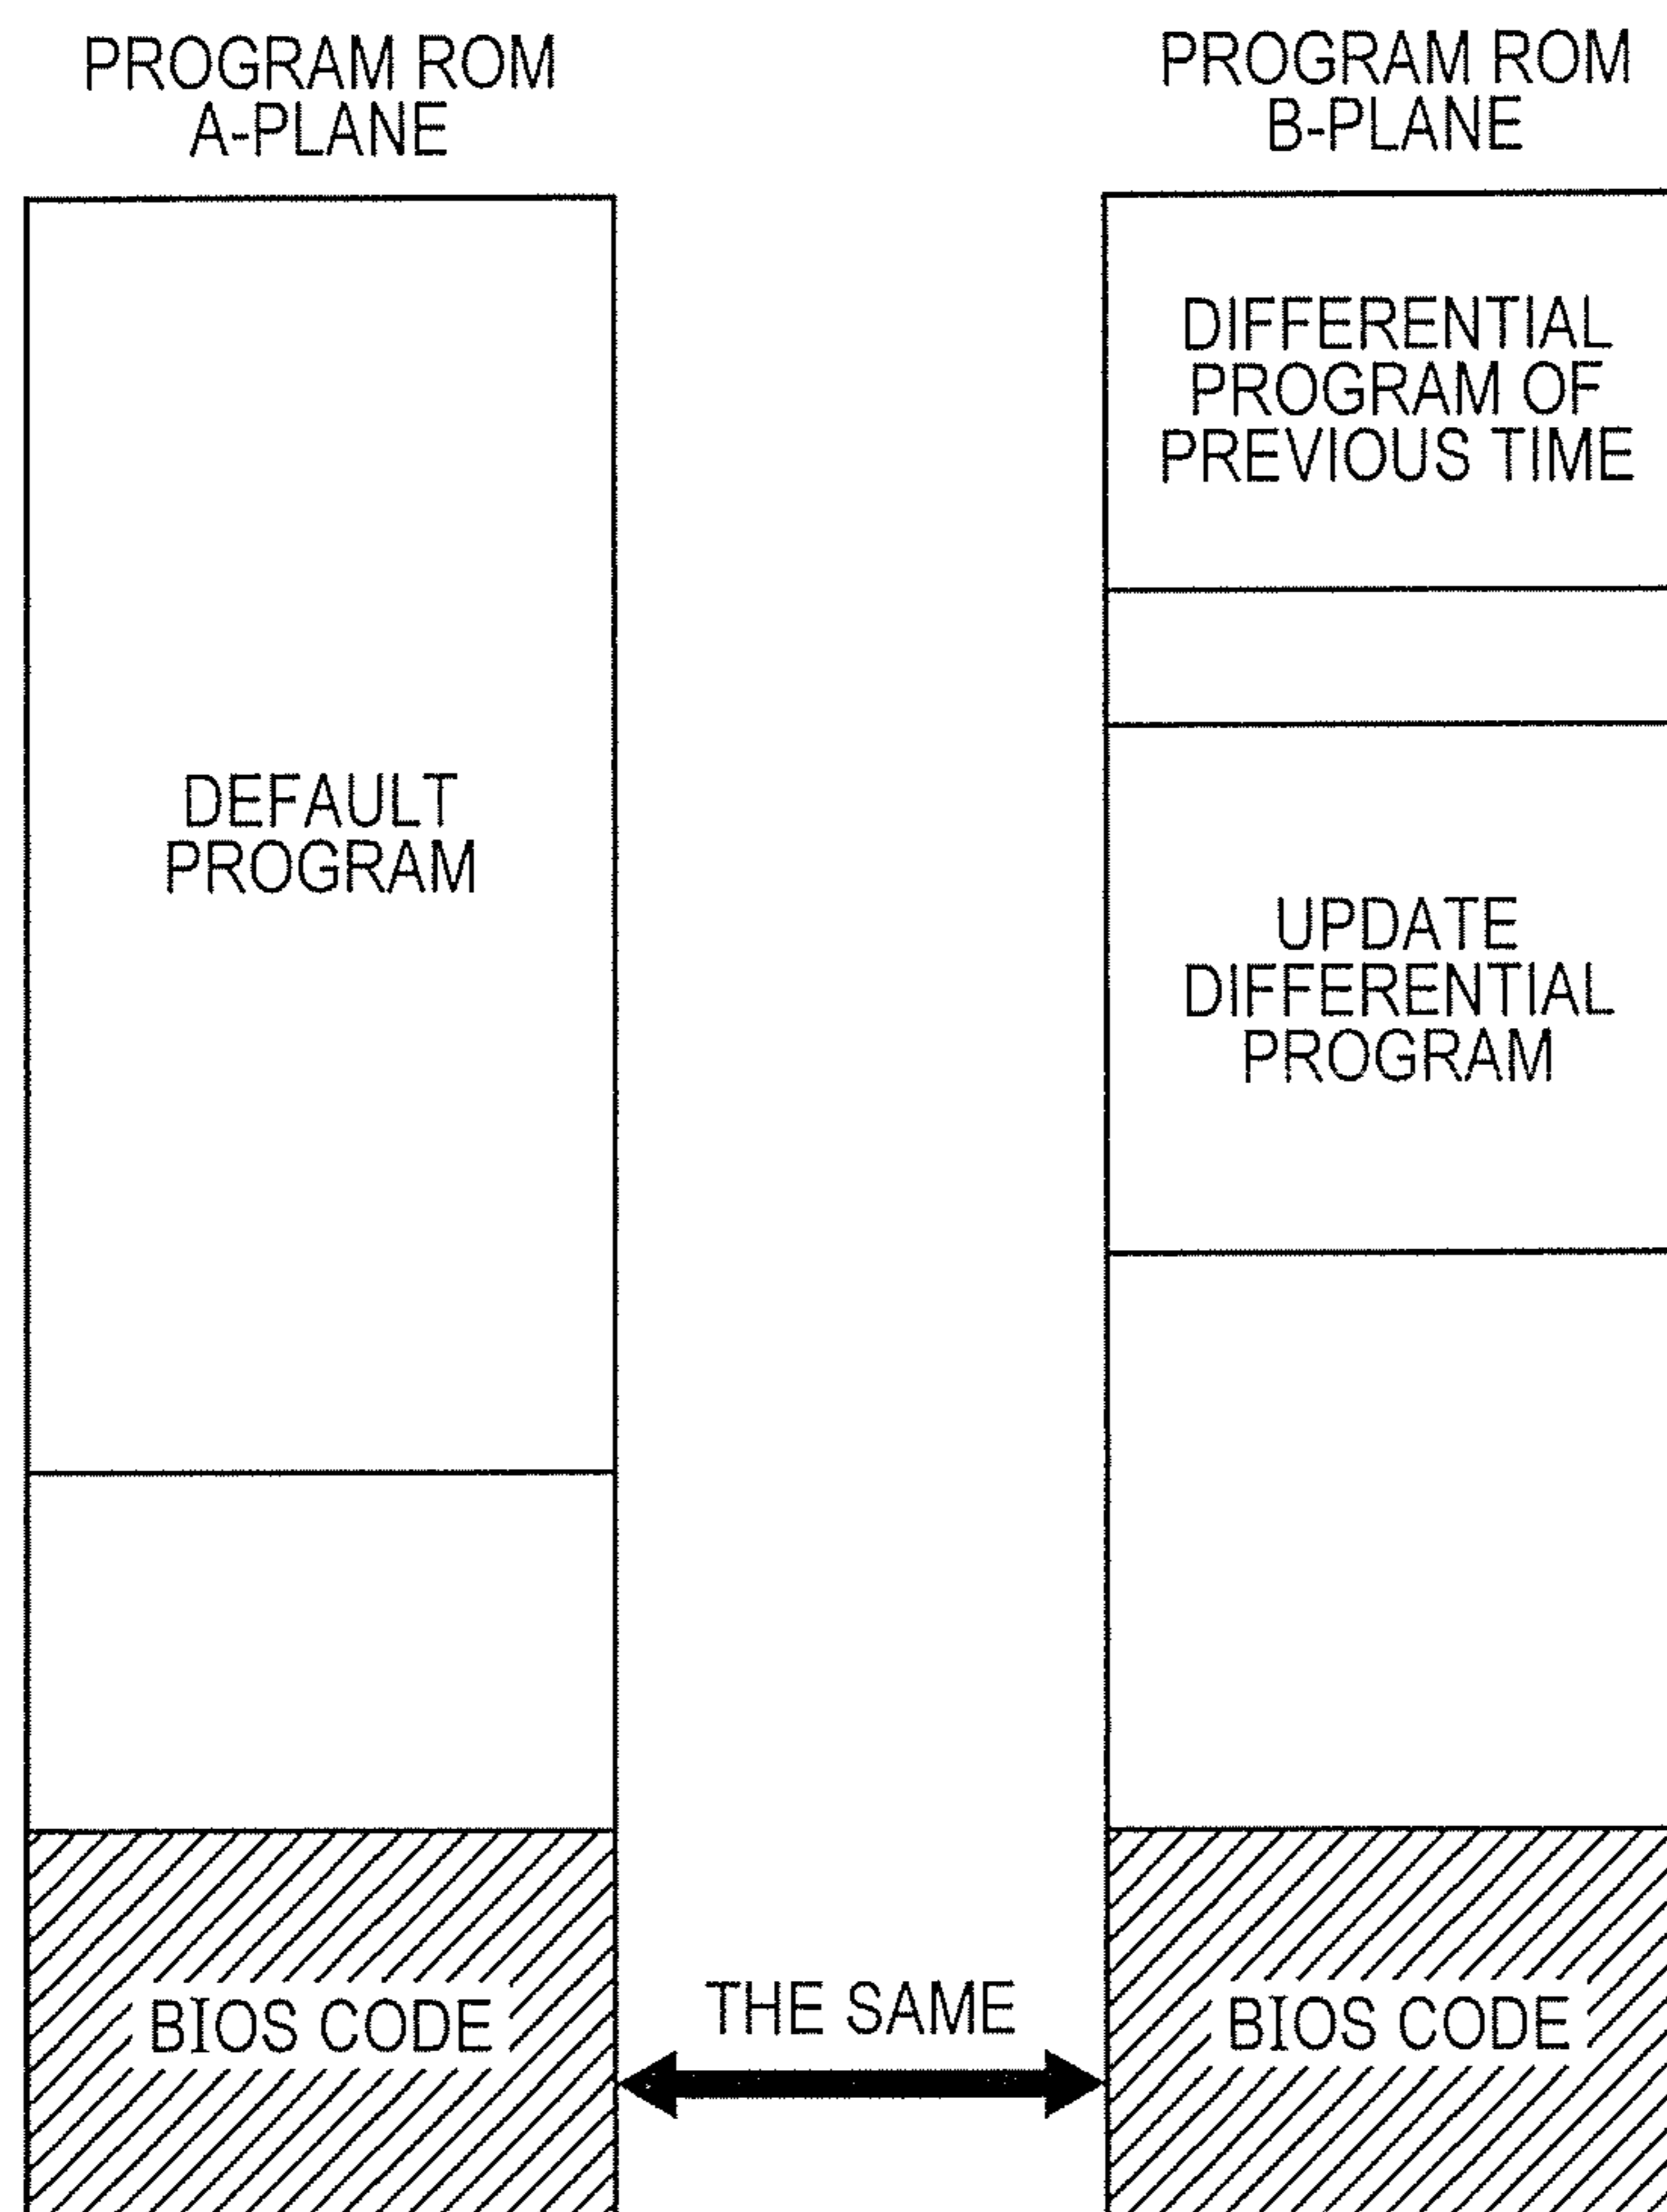 PROGRAM ROM
A-PLANE
PROGRAM ROM
B-PLANE
DIFFERENTIAL
PROGRAM OF
PREVIOUS TIME
DEFAULT
PROGRAM
UPDATE
DIFFERENTIAL
PROGRAM
BIOS CODE
THE SAME
BIOS CODE